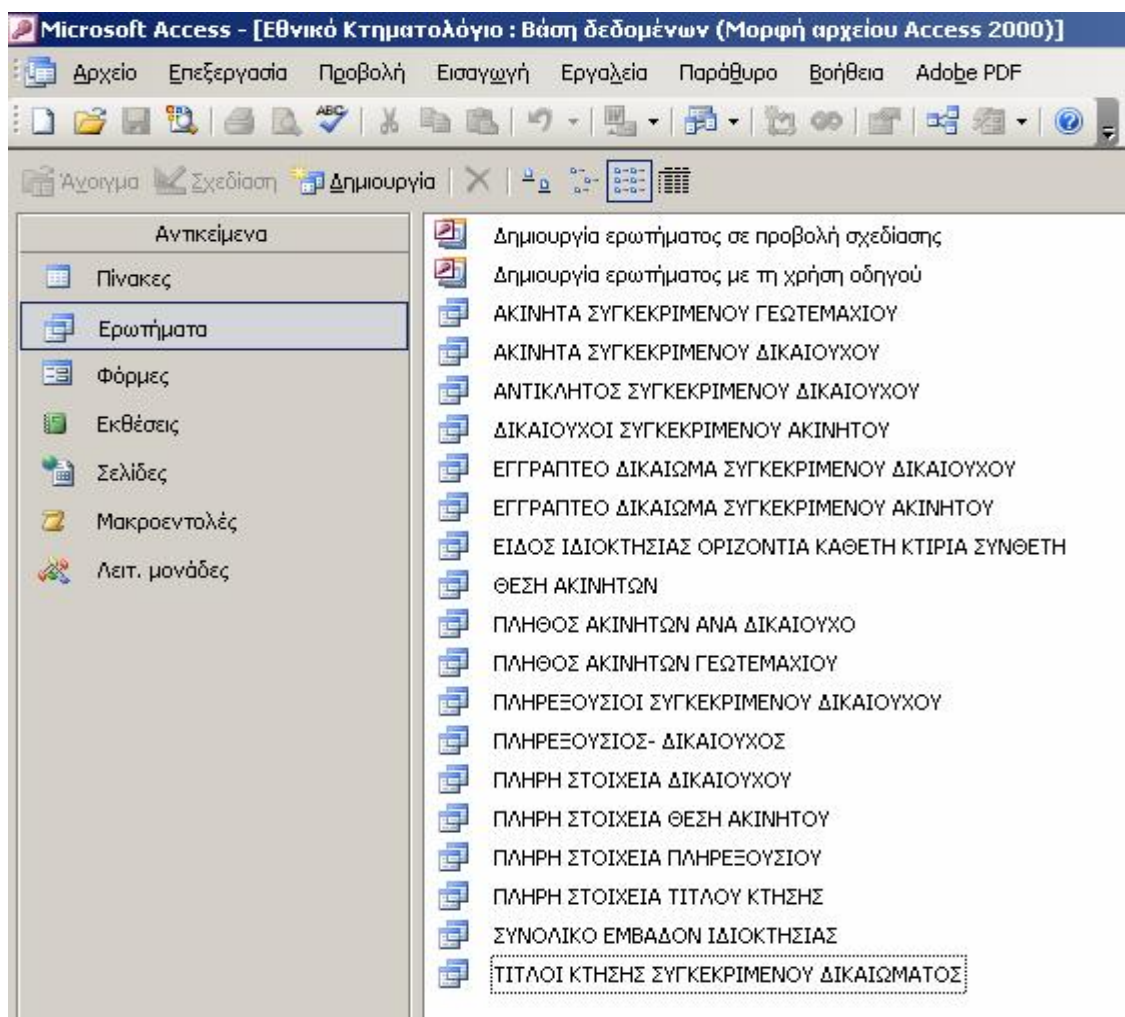 Microsoft Access - [Εθνικό Κτηματολόγιο : Βάση δεδομένων (Μορφή αρχείου Access 2000)]
Αρχείο Επεξεργασία Προβολή Εισαγωγή Εργαλεία Παράθυρο Βοήθεια Adobe PDF
Άνοιγμα Σχεδίαση Δημιουργία
Αντικείμενα
Πίνακες
Ερωτήματα
Φόρμες
Εκθέσεις
Σελίδες
Μακροεντολές
Λειτ. μονάδες
Δημιουργία ερωτήματος σε προβολή σχεδίασης
Δημιουργία ερωτήματος με τη χρήση οδηγού
ΑΚΙΝΗΤΑ ΣΥΓΚΕΚΡΙΜΕΝΟΥ ΓΕΩΤΕΜΑΧΙΟΥ
ΑΚΙΝΗΤΑ ΣΥΓΚΕΚΡΙΜΕΝΟΥ ΔΙΚΑΙΟΥΧΟΥ
ΑΝΤΙΚΛΗΤΟΣ ΣΥΓΚΕΚΡΙΜΕΝΟΥ ΔΙΚΑΙΟΥΧΟΥ
ΔΙΚΑΙΟΥΧΟΙ ΣΥΓΚΕΚΡΙΜΕΝΟΥ ΑΚΙΝΗΤΟΥ
ΕΓΓΡΑΠΤΕΟ ΔΙΚΑΙΩΜΑ ΣΥΓΚΕΚΡΙΜΕΝΟΥ ΔΙΚΑΙΟΥΧΟΥ
ΕΓΓΡΑΠΤΕΟ ΔΙΚΑΙΩΜΑ ΣΥΓΚΕΚΡΙΜΕΝΟΥ ΑΚΙΝΗΤΟΥ
ΕΙΔΟΣ ΙΔΙΟΚΤΗΣΙΑΣ ΟΡΙΖΟΝΤΙΑ ΚΑΘΕΤΗ ΚΤΙΡΙΑ ΣΥΝΘΕΤΗ
ΘΕΣΗ ΑΚΙΝΗΤΩΝ
ΠΛΗΘΟΣ ΑΚΙΝΗΤΩΝ ΑΝΑ ΔΙΚΑΙΟΥΧΟ
ΠΛΗΘΟΣ ΑΚΙΝΗΤΩΝ ΓΕΩΤΕΜΑΧΙΟΥ
ΠΛΗΡΕΞΟΥΣΙΟΙ ΣΥΓΚΕΚΡΙΜΕΝΟΥ ΔΙΚΑΙΟΥΧΟΥ
ΠΛΗΡΕΞΟΥΣΙΟΣ- ΔΙΚΑΙΟΥΧΟΣ
ΠΛΗΡΗ ΣΤΟΙΧΕΙΑ ΔΙΚΑΙΟΥΧΟΥ
ΠΛΗΡΗ ΣΤΟΙΧΕΙΑ ΘΕΣΗ ΑΚΙΝΗΤΟΥ
ΠΛΗΡΗ ΣΤΟΙΧΕΙΑ ΠΛΗΡΕΞΟΥΣΙΟΥ
ΠΛΗΡΗ ΣΤΟΙΧΕΙΑ ΤΙΤΛΟΥ ΚΤΗΣΗΣ
ΣΥΝΟΛΙΚΟ ΕΜΒΑΔΟΝ ΙΔΙΟΚΤΗΣΙΑΣ
ΤΙΤΛΟΙ ΚΤΗΣΗΣ ΣΥΓΚΕΚΡΙΜΕΝΟΥ ΔΙΚΑΙΩΜΑΤΟΣ